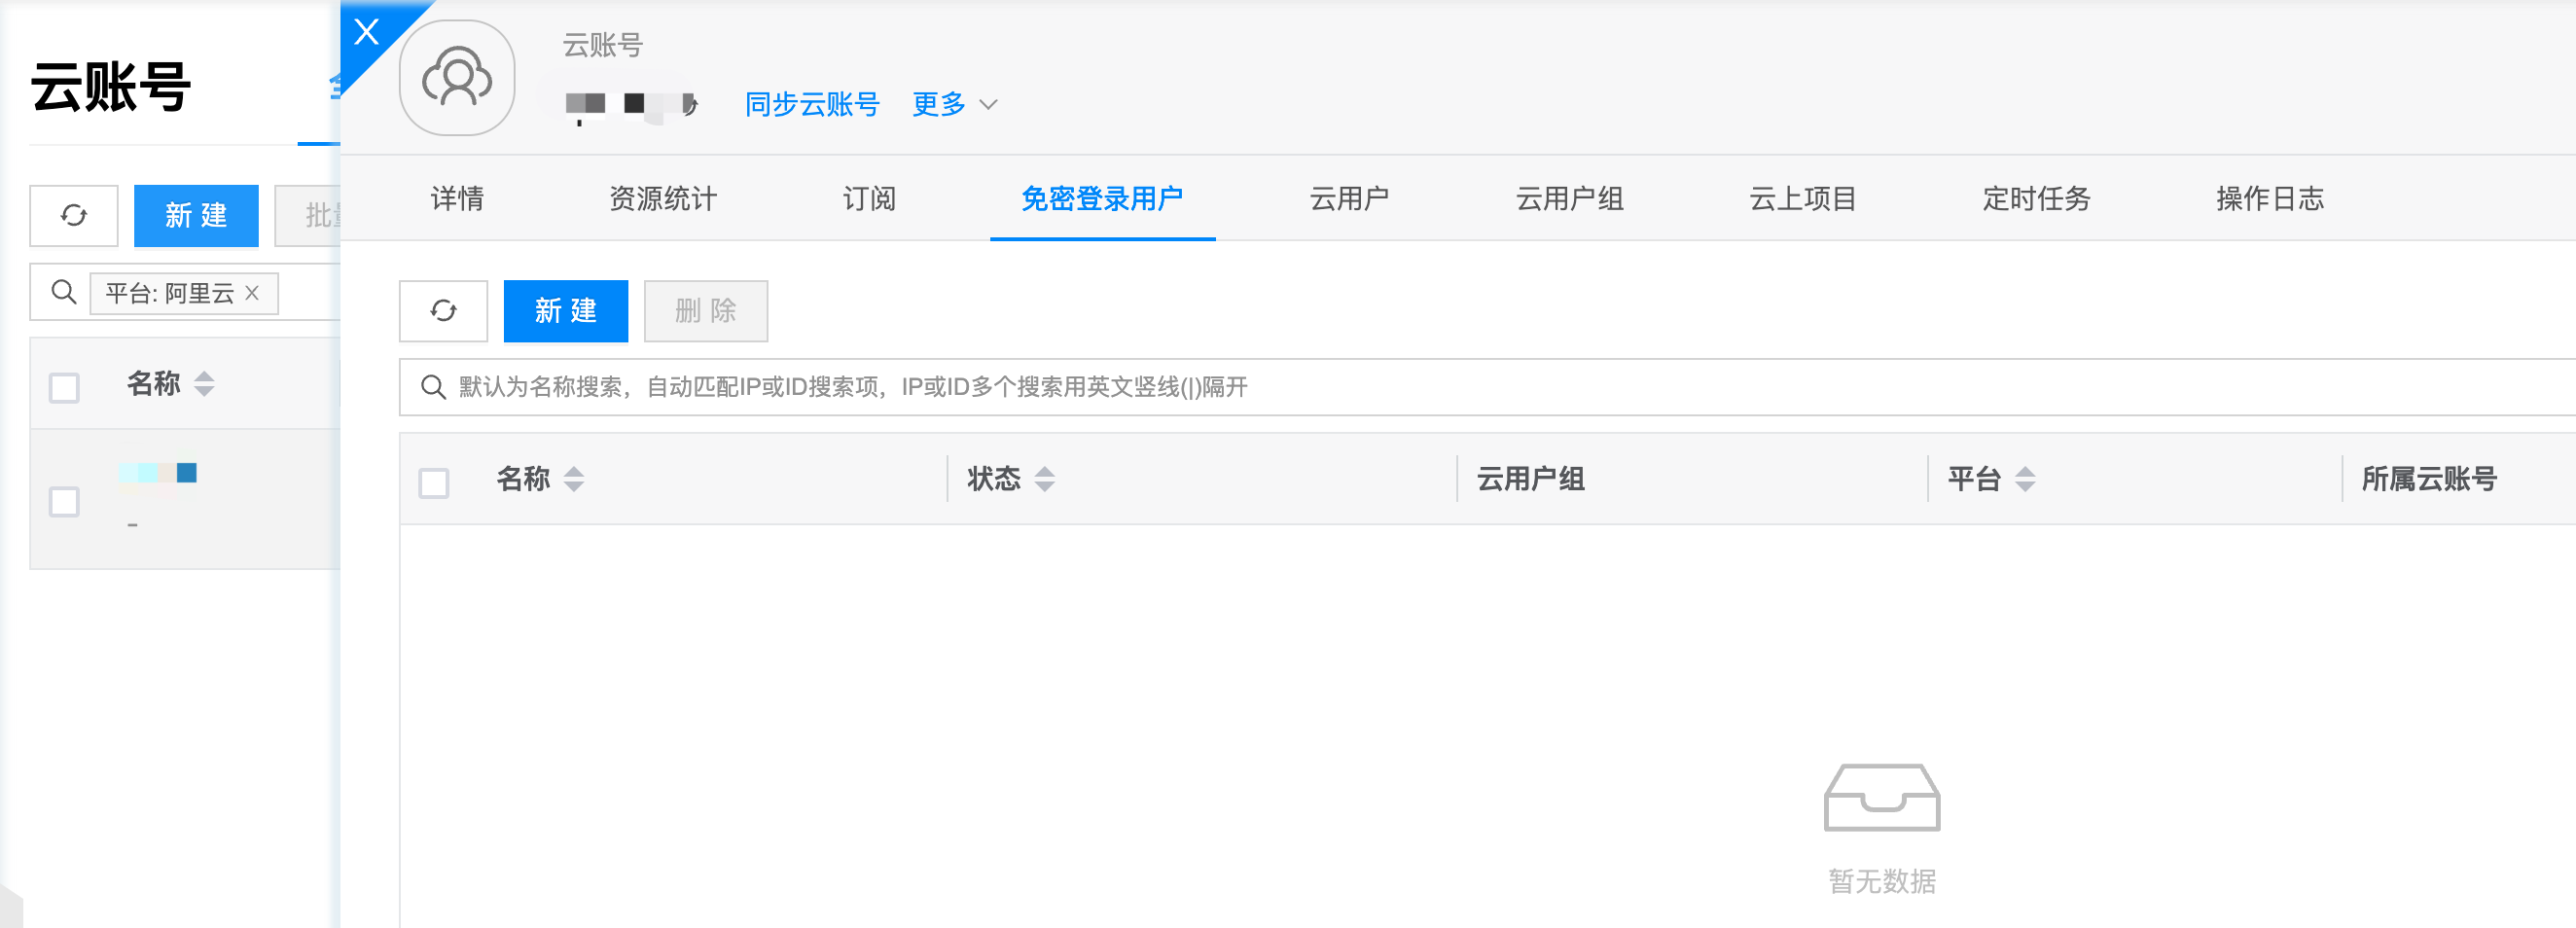 云账号
新 建
平台: 阿里云
名称
-
云账号
同步云账号 更多
详情 资源统计 订阅 免密登录用户 云用户 云用户组 云上项目 定时任务 操作日志
新 建 删 除
默认为名称搜索，自动匹配IP或ID搜索项，IP或ID多个搜索用英文竖线(|)隔开
名称 状态 云用户组 平台 所属云账号
暂无数据